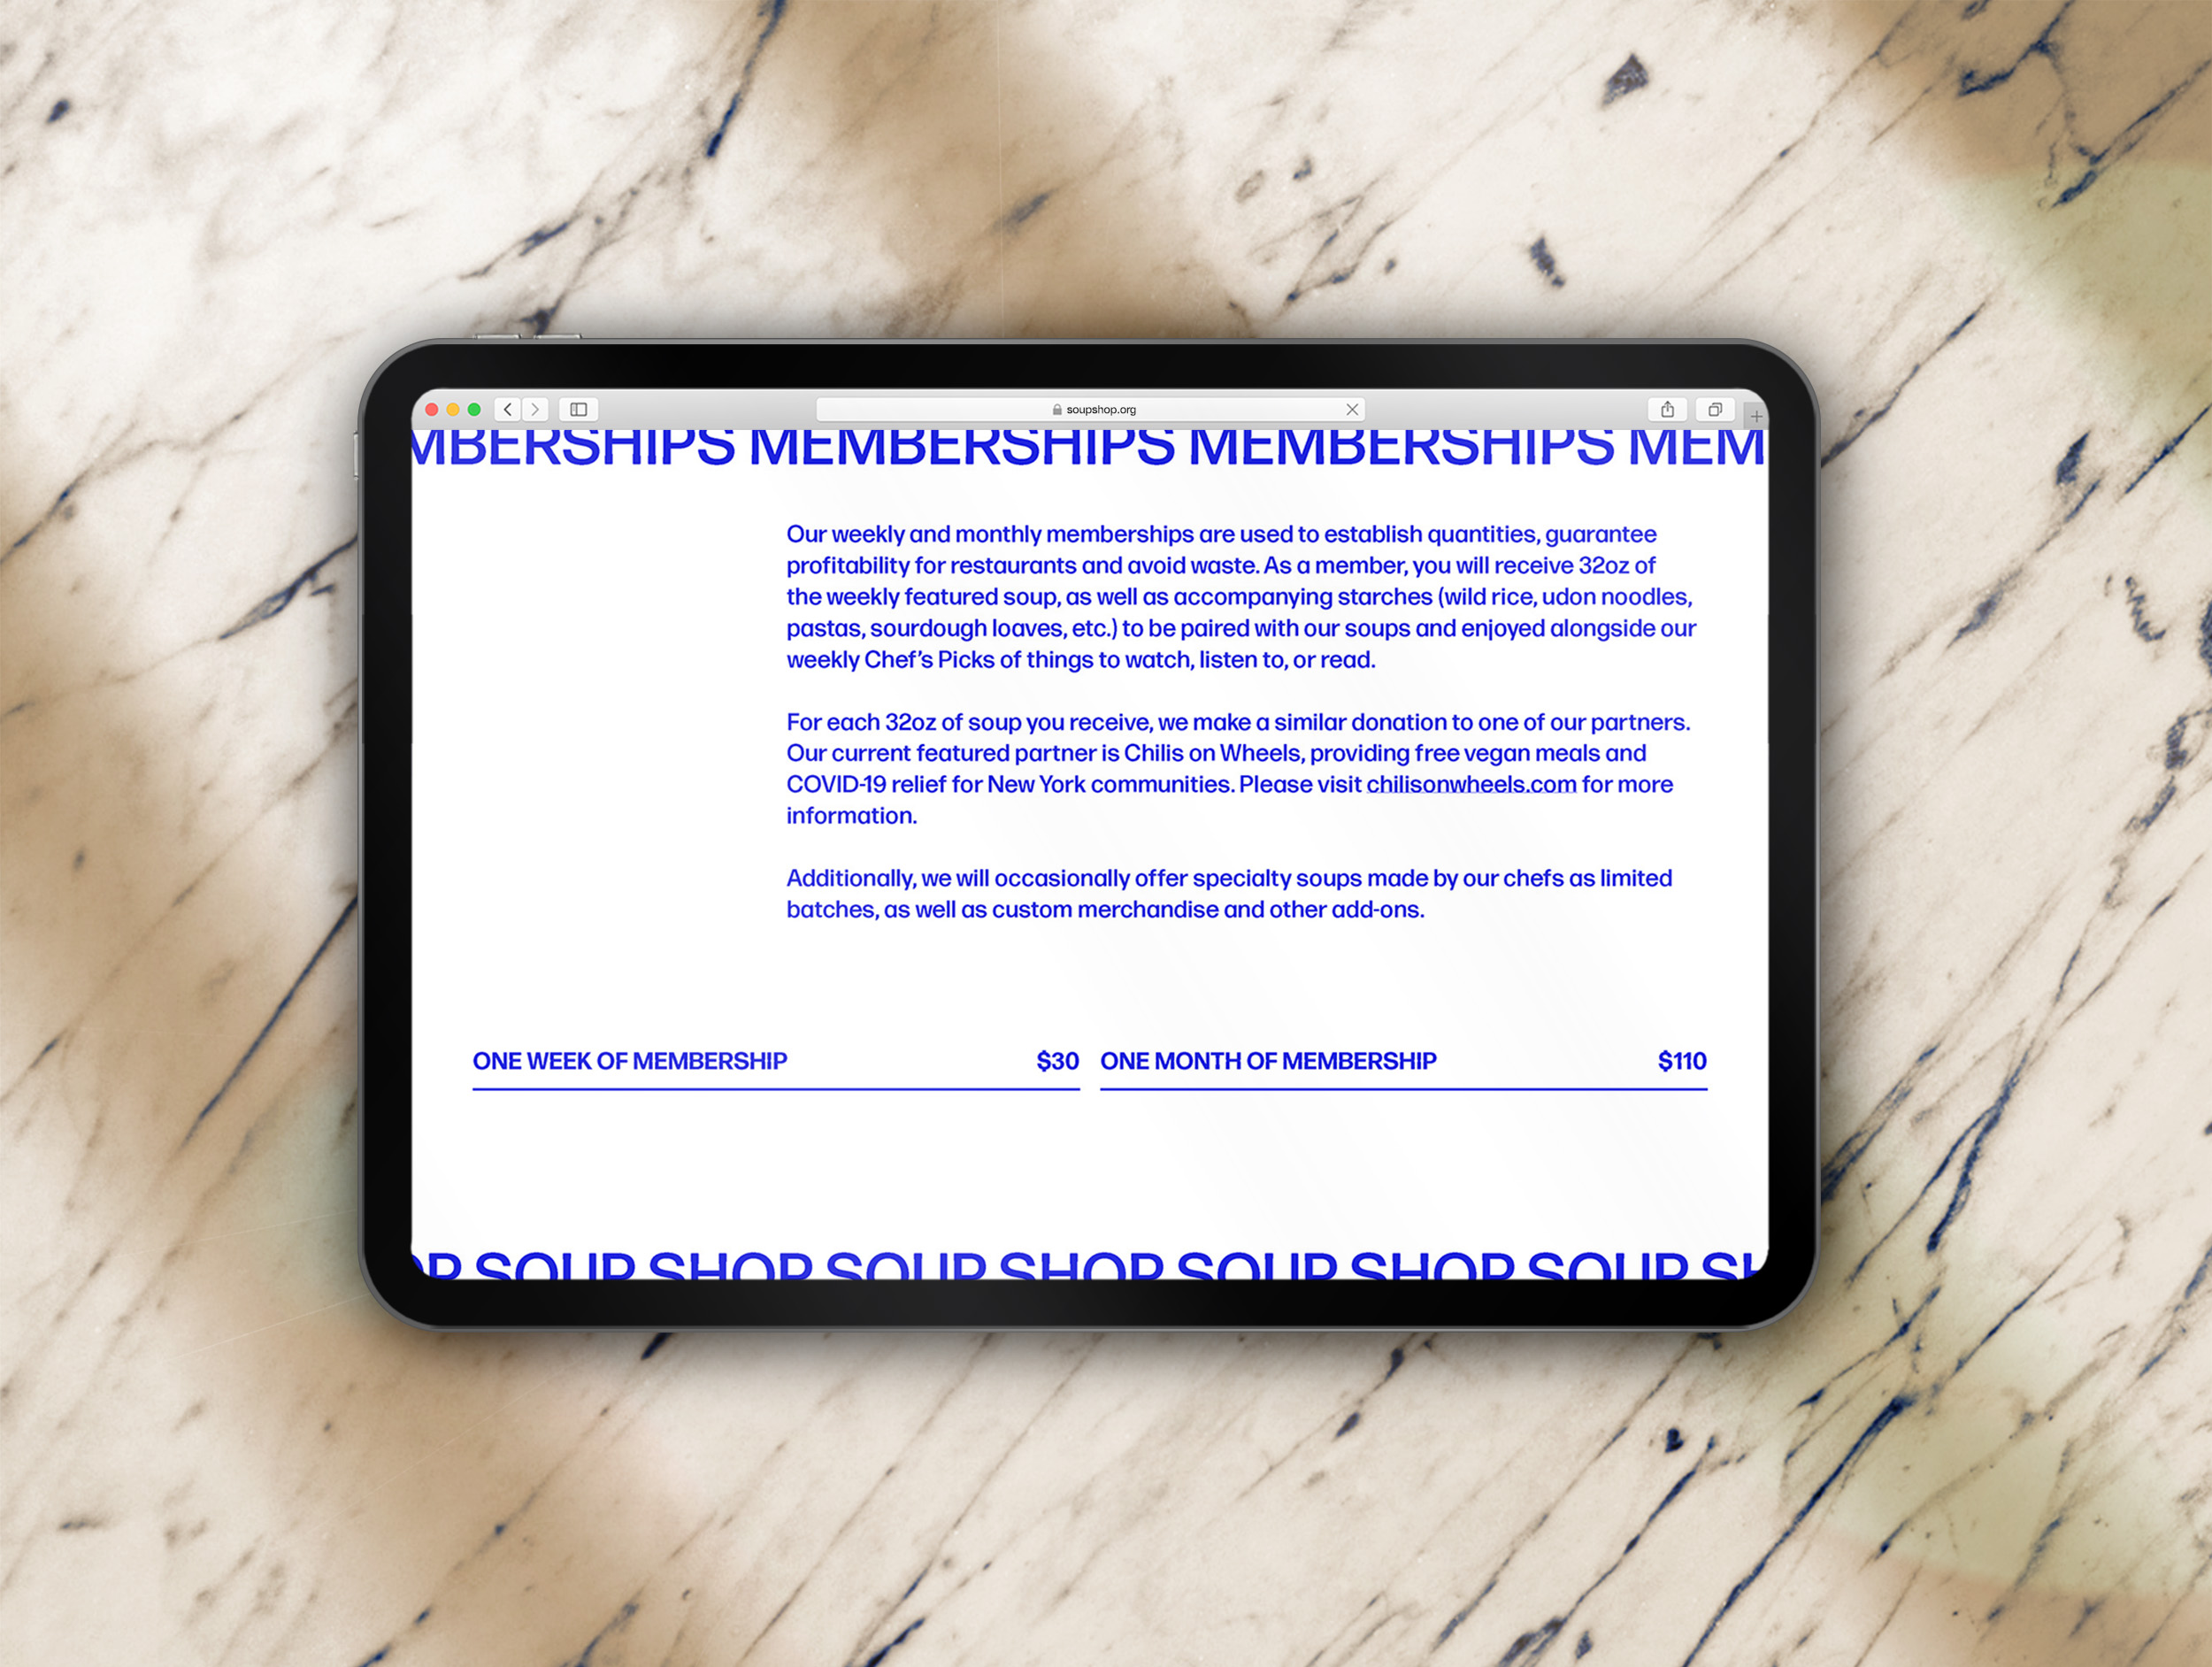 soupshop.org
MBERSHIPS MEMBERSHIPS MEMBERSHIPS MEM
Our weekly and monthly memberships are used to establish quantities, guarantee
profitability for restaurants and avoid waste. As a member, you will receive 32oz of
the weekly featured soup, as well as accompanying starches (wild rice, udon noodles,
pastas, sourdough loaves, etc.) to be paired with our soups and enjoyed alongside our
weekly Chef’s Picks of things to watch, listen to, or read.
For each 32oz of soup you receive, we make a similar donation to one of our partners.
Our current featured partner is Chilis on Wheels, providing free vegan meals and
COVID-19 relief for New York communities. Please visit chilisonwheels.com for more
information.
Additionally, we will occasionally offer specialty soups made by our chefs as limited
batches, as well as custom merchandise and other add-ons.
ONE WEEK OF MEMBERSHIP $30 ONE MONTH OF MEMBERSHIP $110
OP SOUP SHOP SOUP SHOP SOUP SHOP SOUP SH